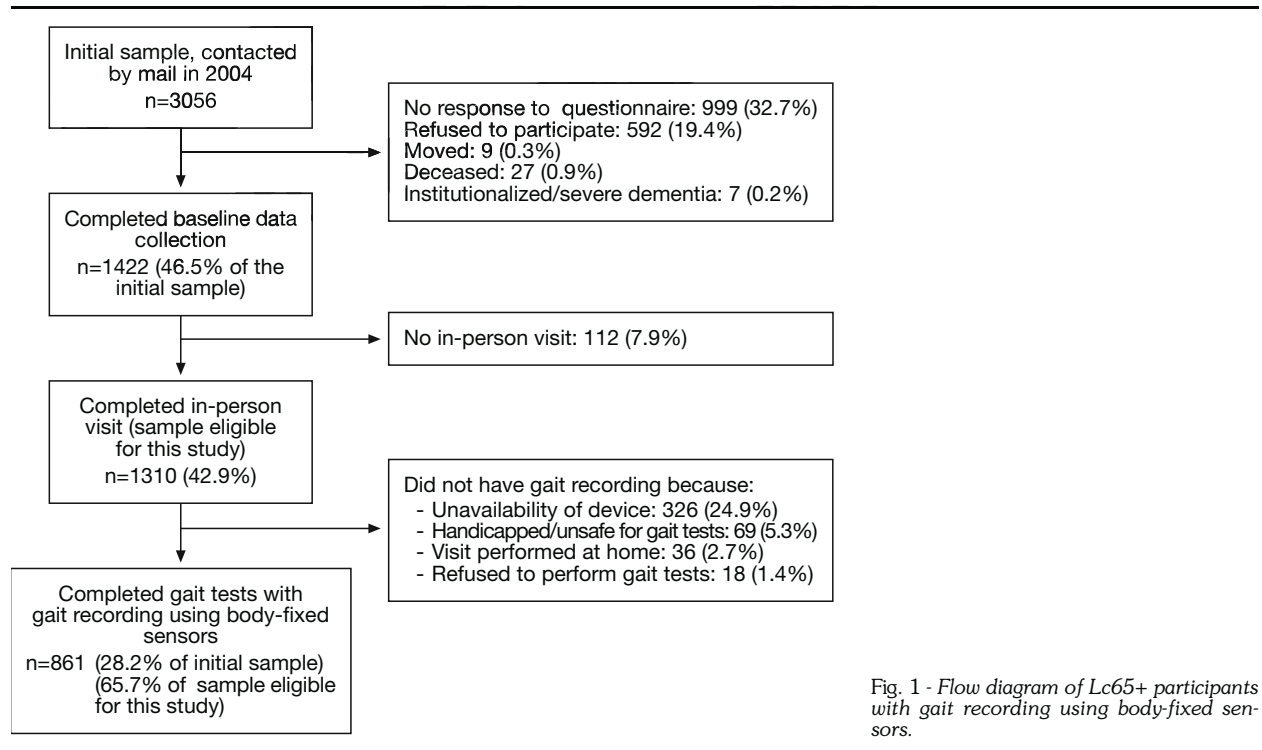 Initial sample, contacted
by mail in 2004
n=3056
No response to questionnaire: 999 (32.7%)
Refused to participate: 592 (19.4%)
Moved: 9 (0.3%)
Deceased: 27 (0.9%)
Institutionalized/severe dementia: 7 (0.2%)
Completed baseline data
collection
n=1422 (46.5% of the
initial sample)
No in-person visit: 112 (7.9%)
Completed in-person
visit (sample eligible
for this study)
n=1310 (42.9%)
Did not have gait recording because:
- Unavailability of device: 326 (24.9%)
- Handicapped/unsafe for gait tests: 69 (5.3%)
- Visit performed at home: 36 (2.7%)
- Refused to perform gait tests: 18 (1.4%)
Completed gait tests with
gait recording using body-fixed
sensors
n=861 (28.2% of initial sample)
(65.7% of sample eligible
for this study)
Fig. 1 - Flow diagram of Lc65+ participants
with gait recording using body-fixed sen-
sors.